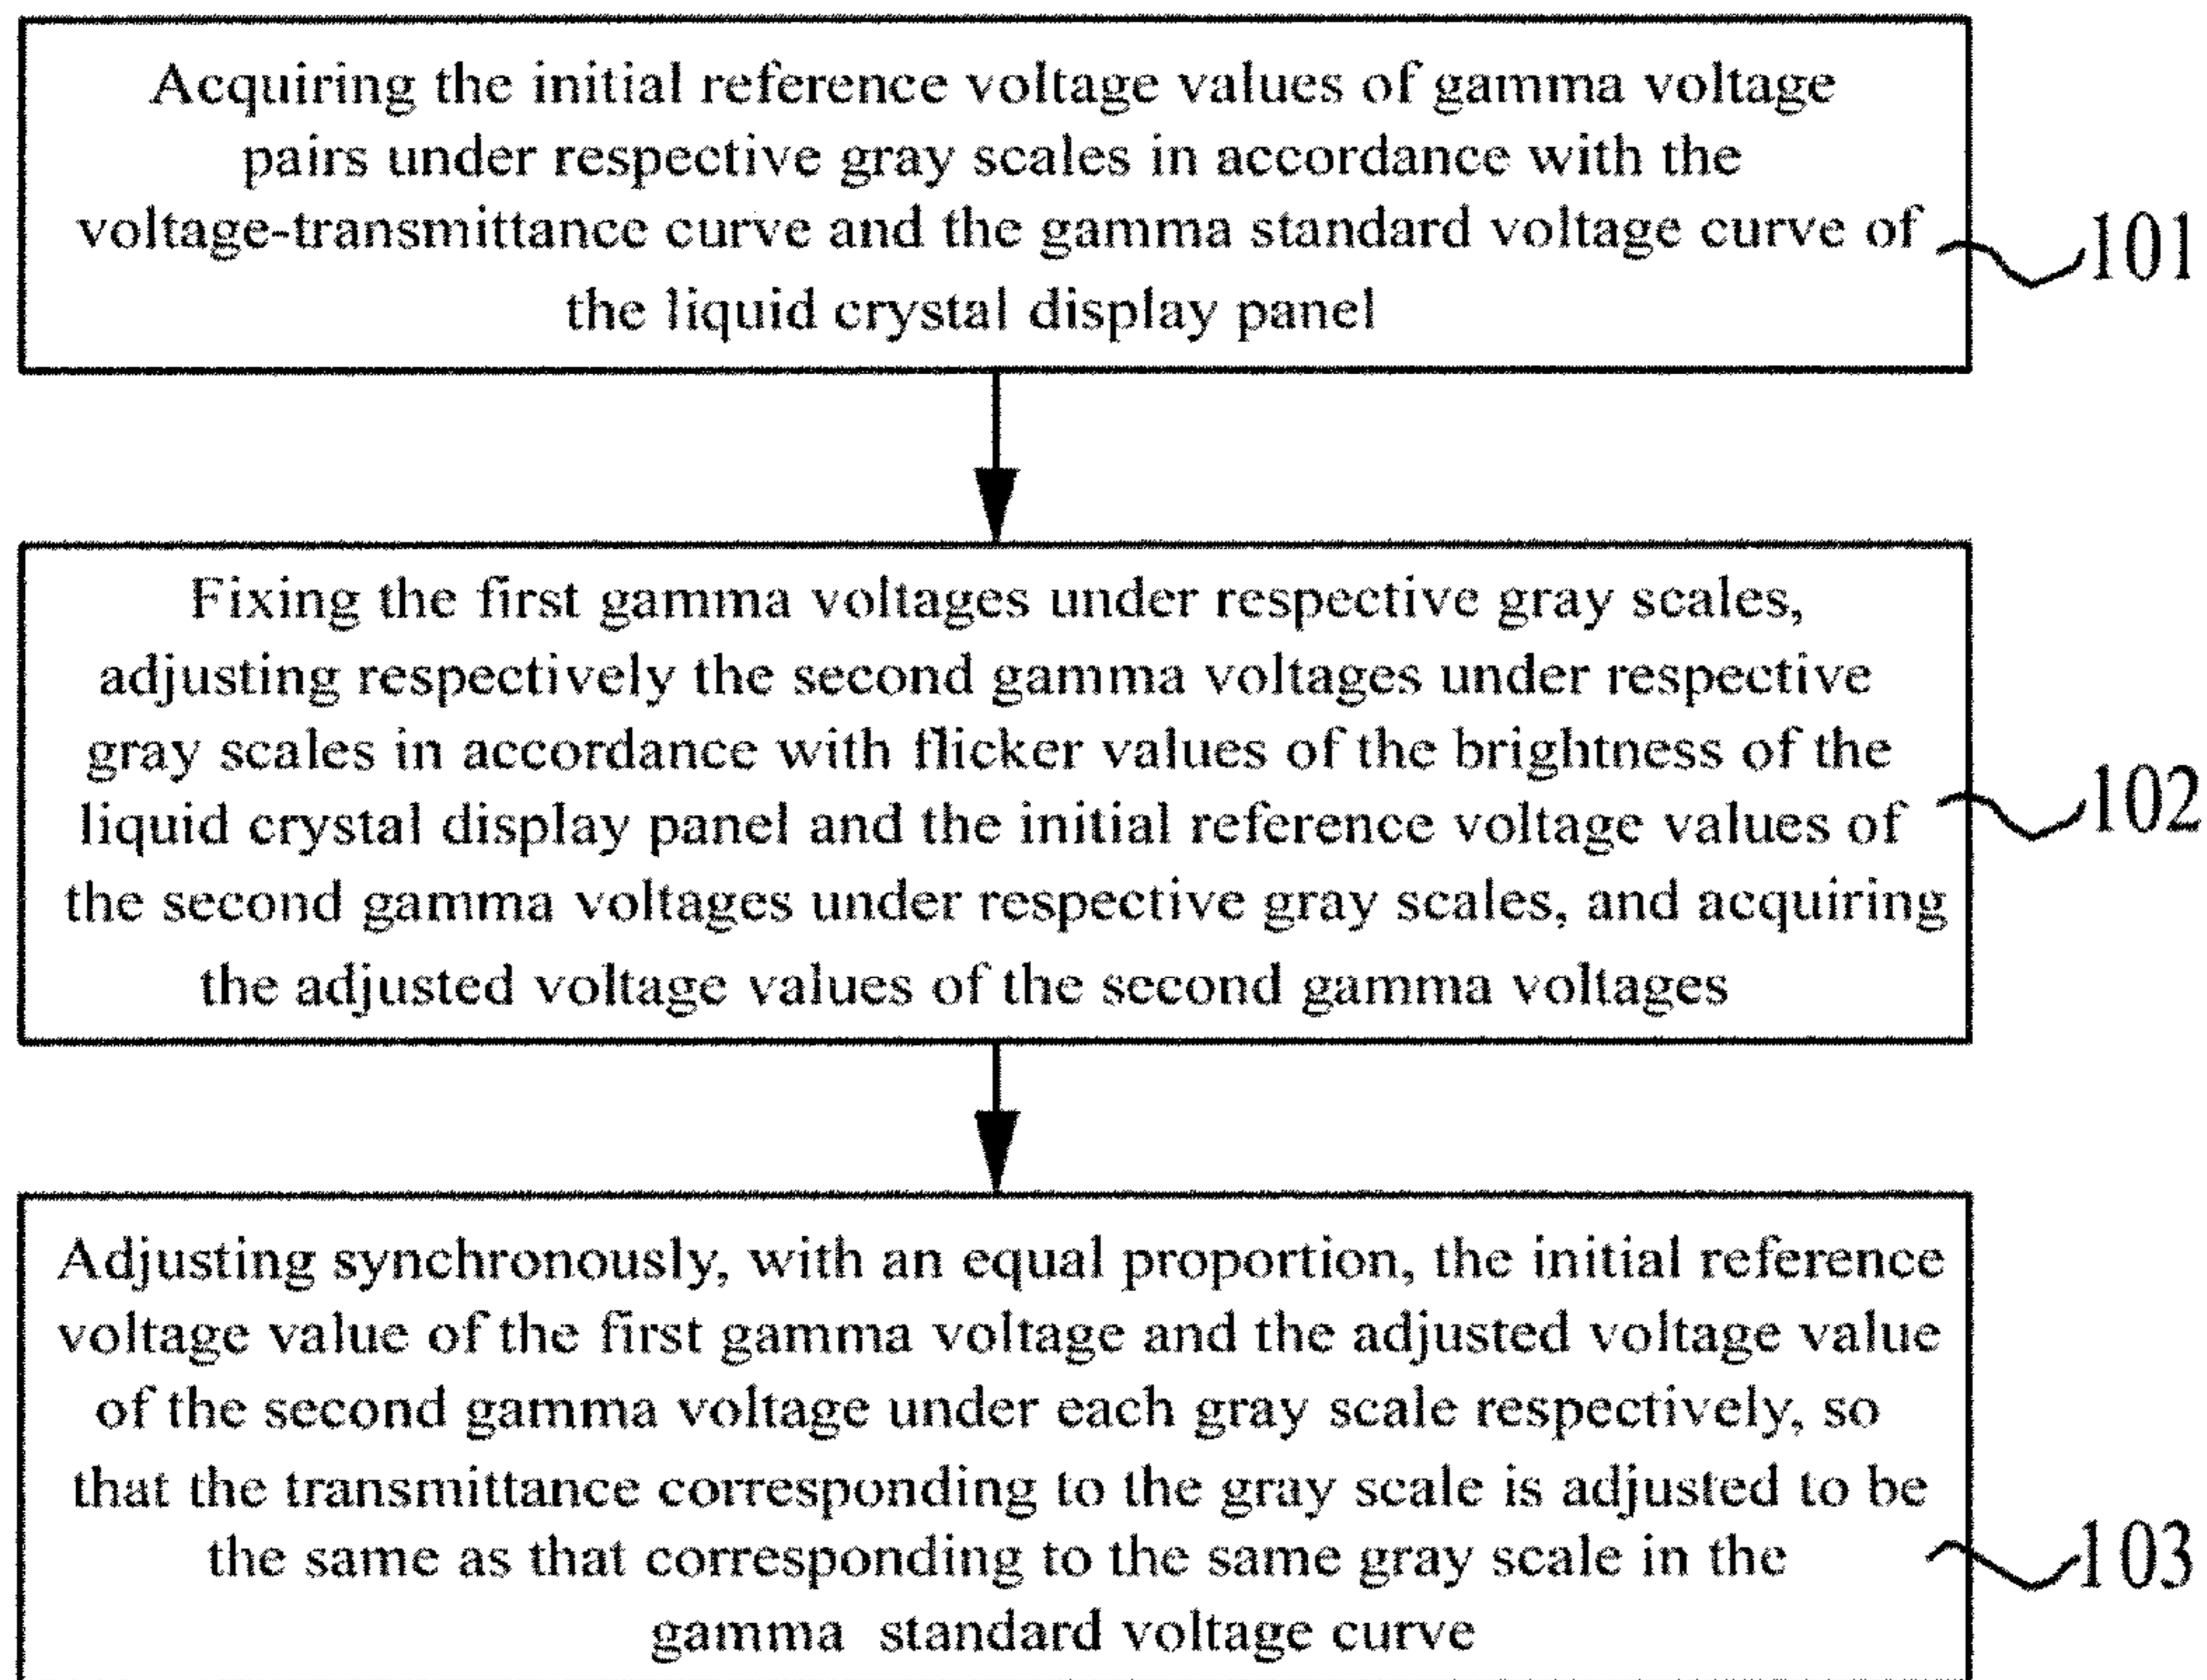 Acquiring the initial reference voltage values of gamma voltage
pairs under respective gray scales in accordance with the
voltage-transmittance curve and the gamma standard voltage curve of
the liquid crystal display panel
101
Fixing the first gamma voltages under respective gray scales,
adjusting respectively the second gamma voltages under respective
gray scales in accordance with flicker values of the brightness of the
liquid crystal display panel and the initial reference voltage values of
the second gamma voltages under respective gray scales, and acquiring
the adjusted voltage values of the second gamma voltages
102
Adjusting synchronously, with an equal proportion, the initial reference
voltage value of the first gamma voltage and the adjusted voltage value
of the second gamma voltage under each gray scale respectively, so
that the transmittance corresponding to the gray scale is adjusted to be
the same as that corresponding to the same gray scale in the
gamma standard voltage curve
103